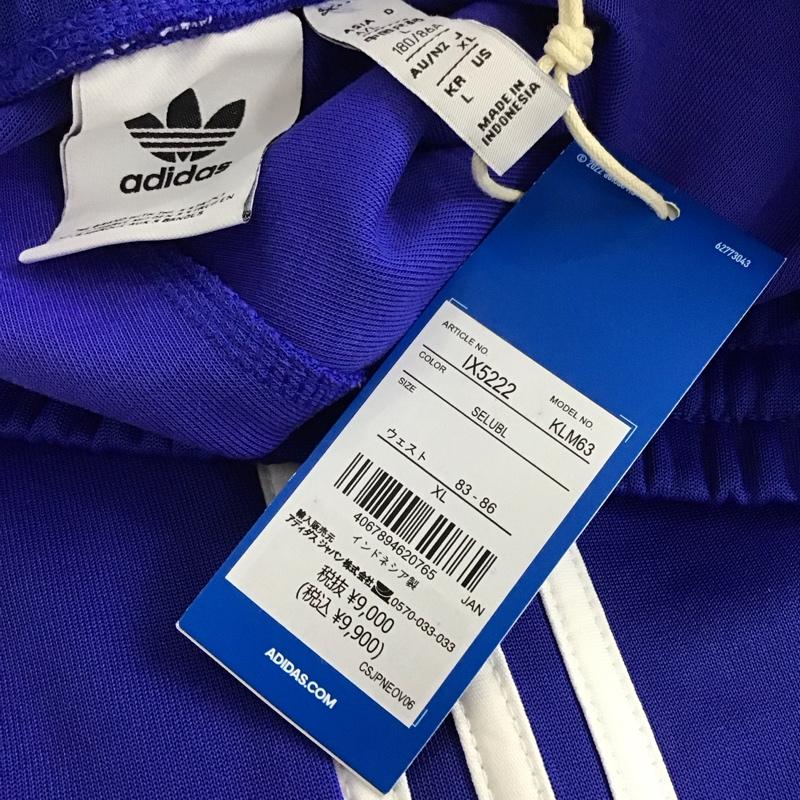 adidas
ASIA
180/86A
L
J
XL
AU/NZ
US
KR
L
MADE IN
INDONESIA
© 2022
62773043
ARTICLE NO.
IX5222
MODEL NO.
KLM63
COLOR
SELUBL
SIZE
ウェスト 83 - 86
XL
4067894620765
JAN
輸入販売元
インドネシア製
アディダス ジャパン株式会社
0570-033-033
税抜 ¥9,000
(税込 ¥9,900)
CSJPNEOV06
ADIDAS.COM